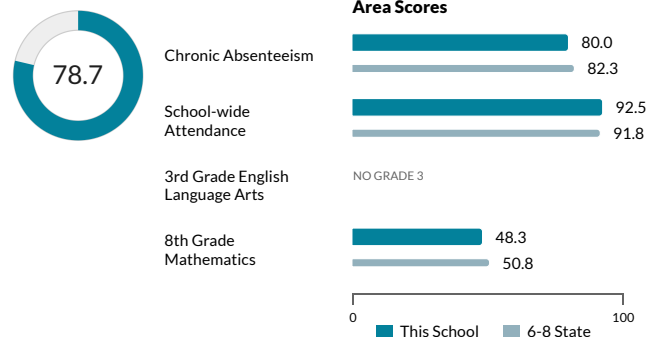 Area Scores
78.7
Chronic Absenteeism
80.0
82.3
School-wide
Attendance
92.5
91.8
3rd Grade English
Language Arts
NO GRADE 3
8th Grade
Mathematics
48.3
50.8
0 100
This School 6-8 State